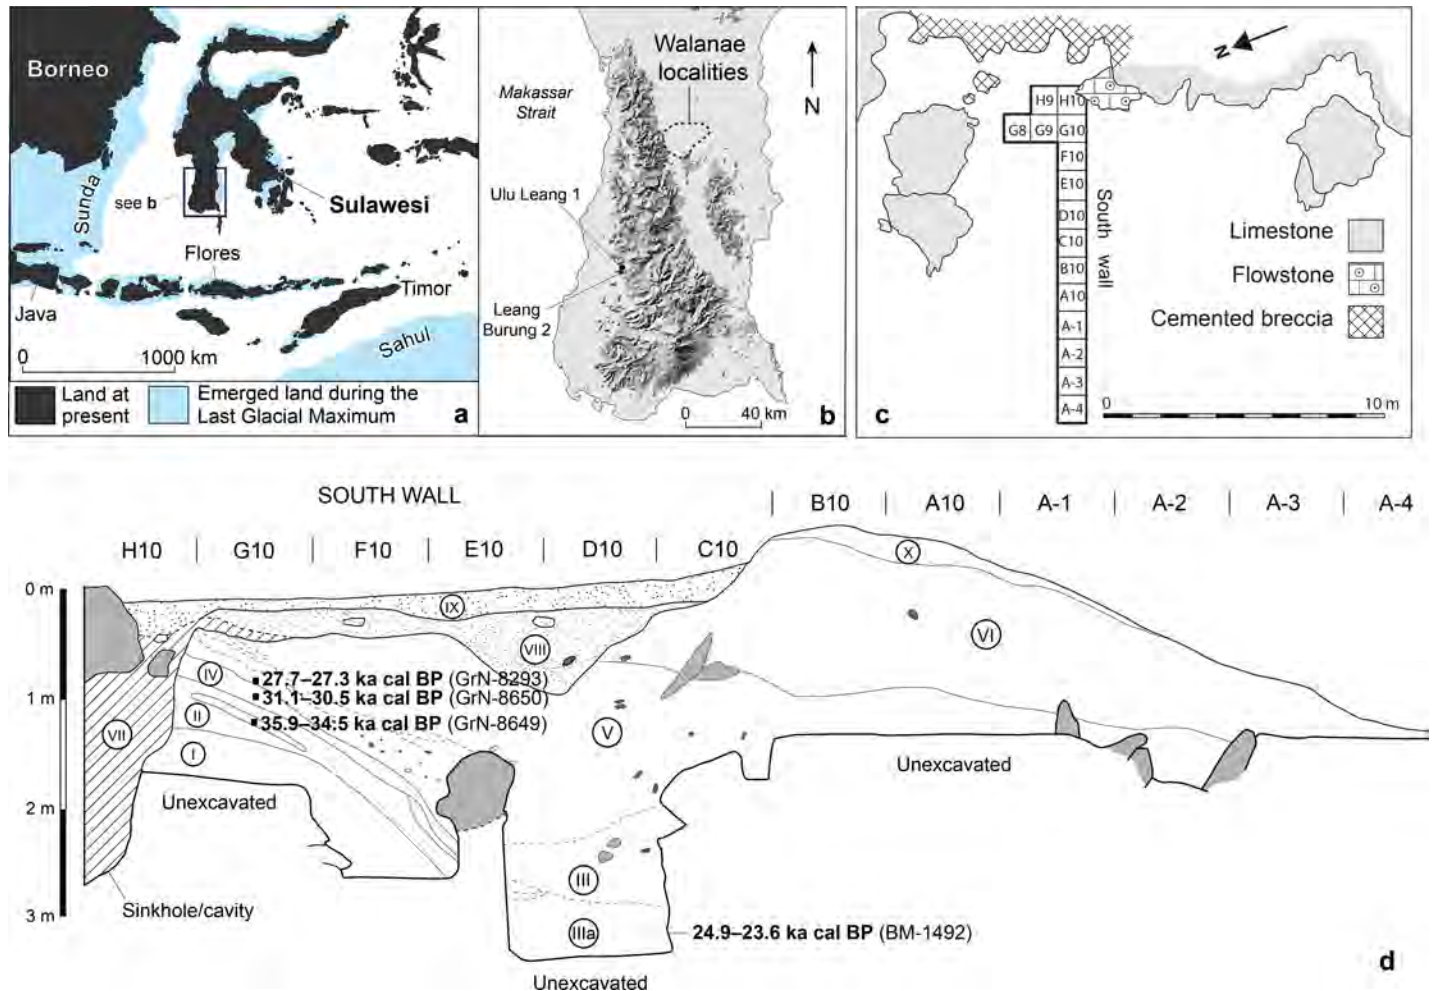 Borneo
Sunda
see b
Sulawesi
Flores
Java
Timor
Sahul
0 1000 km
Land at present
Emerged land during the
Last Glacial Maximum
a
Walanae
localities
Makassar
Strait
N
Ulu Leang 1
Leang
Burung 2
0 40 km
b
c
N
H9 H10
G8 G9 G10
F10
E10
D10
C10
B10
A10
A-1
A-2
A-3
A-4
South wall
Limestone
Flowstone
Cemented breccia
0 10 m
SOUTH WALL
H10 G10 F10 E10 D10 C10 B10 A10 A-1 A-2 A-3 A-4
0 m
1 m
2 m
3 m
IX
X
VIII
VI
IV
27.7–27.3 ka cal BP (GrN-8293)
31.1–30.5 ka cal BP (GrN-8650)
II
35.9–34.5 ka cal BP (GrN-8649)
VII
V
I
Unexcavated
Unexcavated
III
Sinkhole/cavity
IIIa
24.9–23.6 ka cal BP (BM-1492)
Unexcavated
d